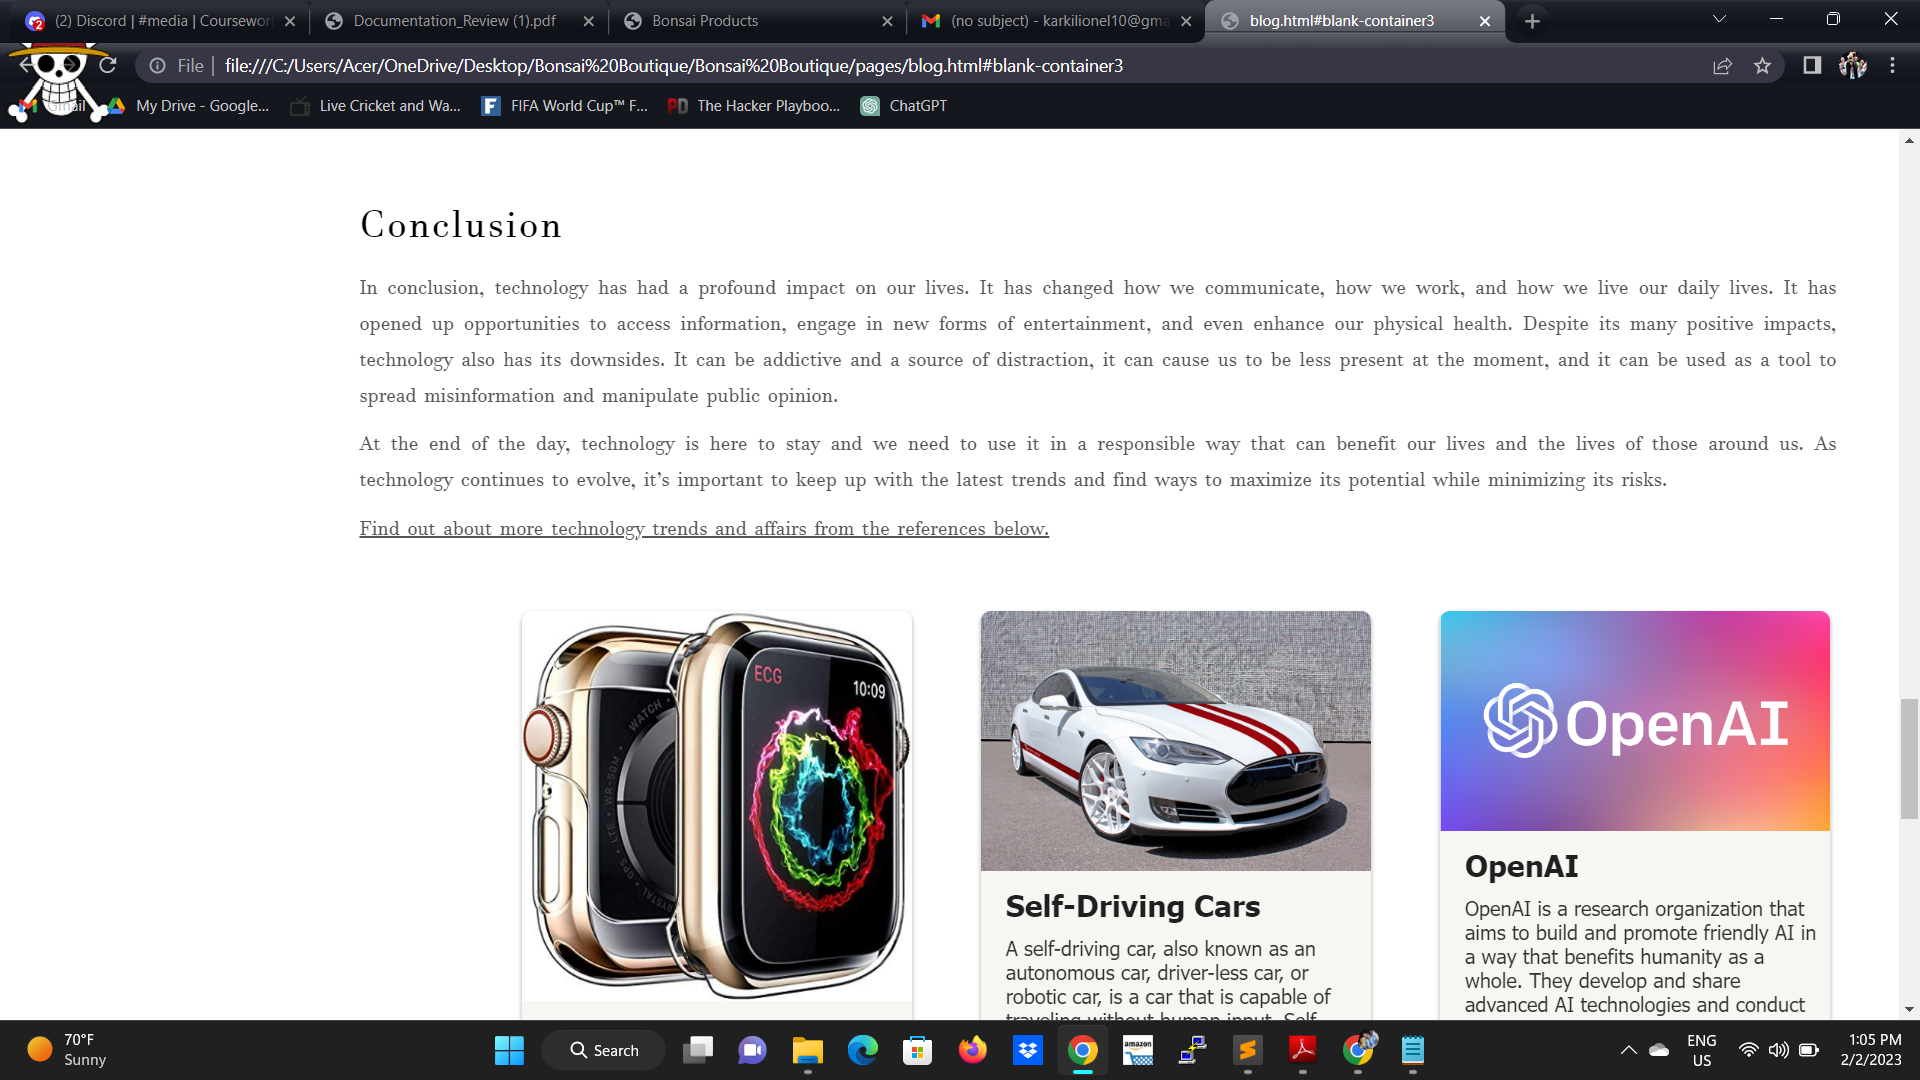 (2) Discord | #media | Coursewor
Documentation_Review (1).pdf
Bonsai Products
(no subject) - karkilionel10@gma
blog.html#blank-container3
File | file:///C:/Users/Acer/OneDrive/Desktop/Bonsai%20Boutique/Bonsai%20Boutique/pages/blog.html#blank-container3
Gmail
My Drive - Google...
Live Cricket and Wa...
FIFA World Cup™ F...
The Hacker Playboo...
ChatGPT
Conclusion
In conclusion, technology has had a profound impact on our lives. It has changed how we communicate, how we work, and how we live our daily lives. It has
opened up opportunities to access information, engage in new forms of entertainment, and even enhance our physical health. Despite its many positive impacts,
technology also has its downsides. It can be addictive and a source of distraction, it can cause us to be less present at the moment, and it can be used as a tool to
spread misinformation and manipulate public opinion.
At the end of the day, technology is here to stay and we need to use it in a responsible way that can benefit our lives and the lives of those around us. As
technology continues to evolve, it’s important to keep up with the latest trends and find ways to maximize its potential while minimizing its risks.
Find out about more technology trends and affairs from the references below.
ECG
10:09
WATCH
WR-50M
LTE
GPS
OpenAI
Self-Driving Cars
A self-driving car, also known as an
autonomous car, driver-less car, or
robotic car, is a car that is capable of
traveling without human input. Self-
OpenAI
OpenAI is a research organization that
aims to build and promote friendly AI in
a way that benefits humanity as a
whole. They develop and share
advanced AI technologies and conduct
70°F
Sunny
Search
amazon
ENG
US
1:05 PM
2/2/2023